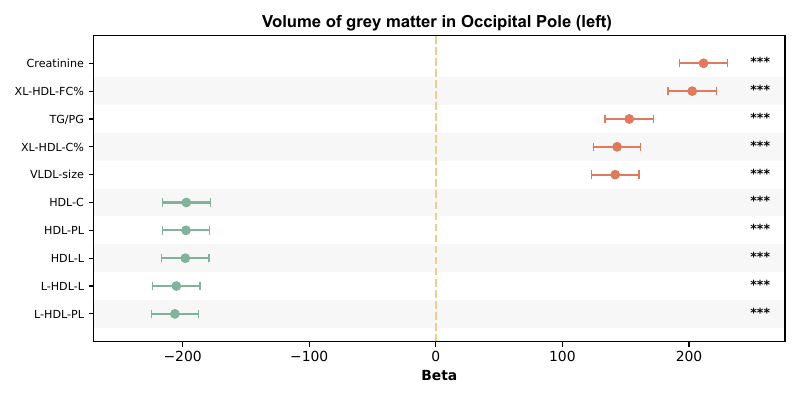 Volume of grey matter in Occipital Pole (left)
Creatinine ***
XL-HDL-FC% ***
TG/PG ***
XL-HDL-C% ***
VLDL-size ***
HDL-C ***
HDL-PL ***
HDL-L ***
L-HDL-L ***
L-HDL-PL ***
−200 −100 0 100 200
Beta